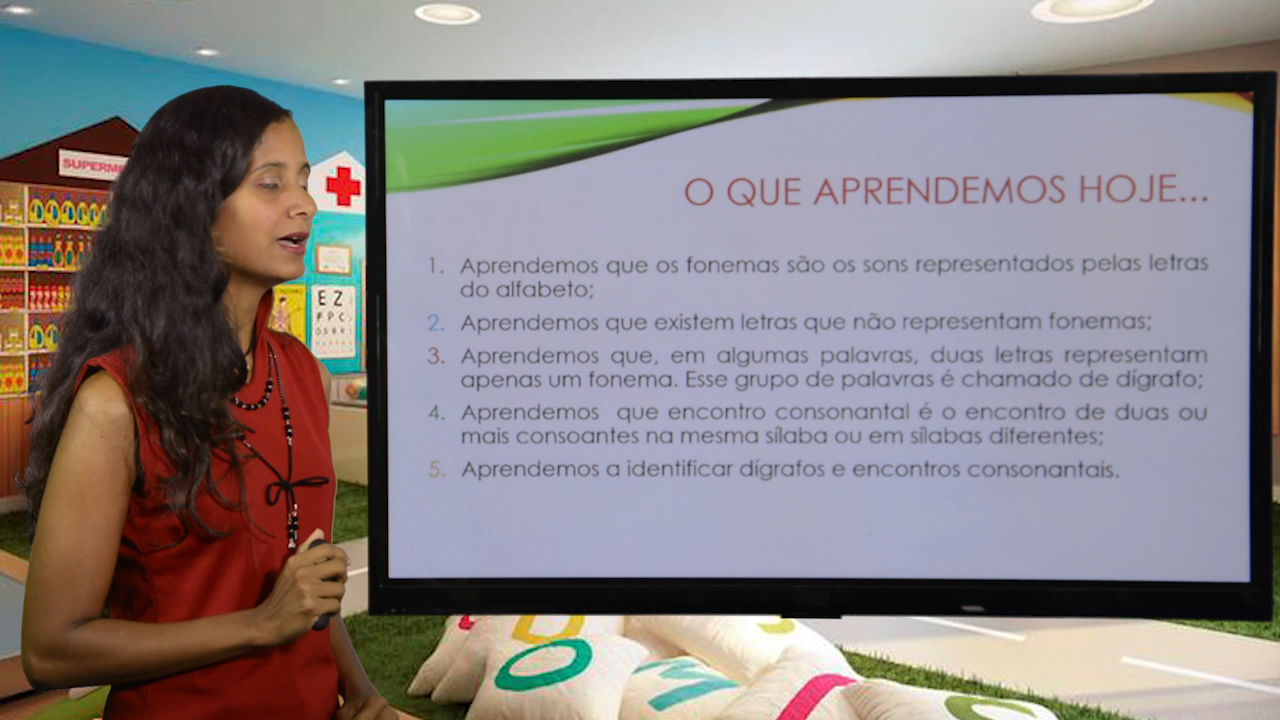 SUPERM
E Z
F P C
O Q U E APRENDEMOS HOJE...
1. Aprendemos que os fonemas são os sons representados pelas letras
do alfabeto;
2. Aprendemos que existem letras que não representam fonemas;
3. Aprendemos que, em algumas palavras, duas letras representam
apenas um fonema. Esse grupo de palavras é chamado de dígrafo;
4. Aprendemos que encontro consonantal é o encontro de duas ou
mais consoantes na mesma sílaba ou em sílabas diferentes;
5. Aprendemos a identificar dígrafos e encontros consonantais.